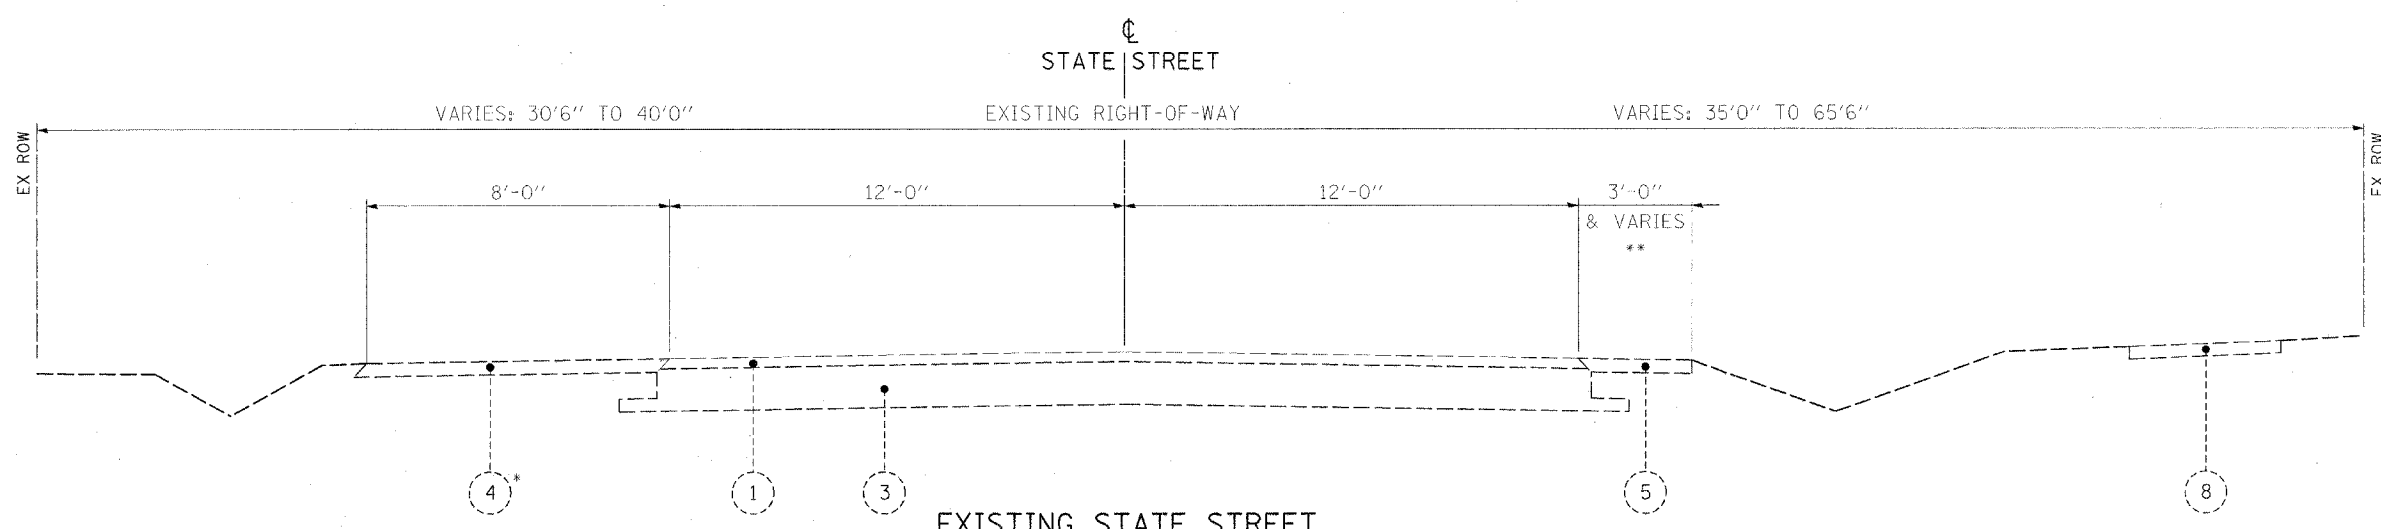 ℄
STATE STREET
VARIES: 30'6" TO 40'0" EXISTING RIGHT-OF-WAY VARIES: 35'0" TO 65'6"
EX ROW
EX ROW
8'-0" 12'-0" 12'-0" 3'-0"
& VARIES
**
4* 1 3 5 8
EXISTING STATE STREET